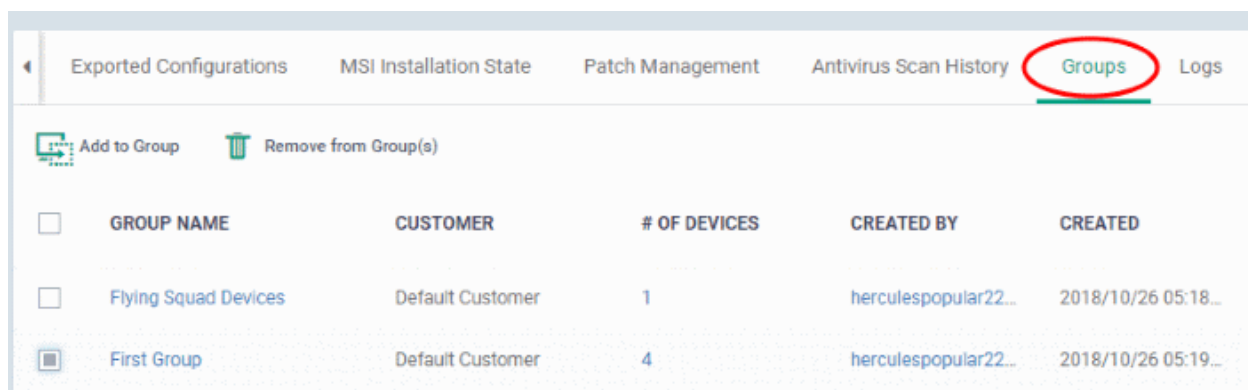 Exported Configurations MSI Installation State Patch Management Antivirus Scan History Groups Logs
Add to Group Remove from Group(s)
GROUP NAME CUSTOMER # OF DEVICES CREATED BY CREATED
Flying Squad Devices Default Customer 1 herculespopular22... 2018/10/26 05:18...
First Group Default Customer 4 herculespopular22... 2018/10/26 05:19...